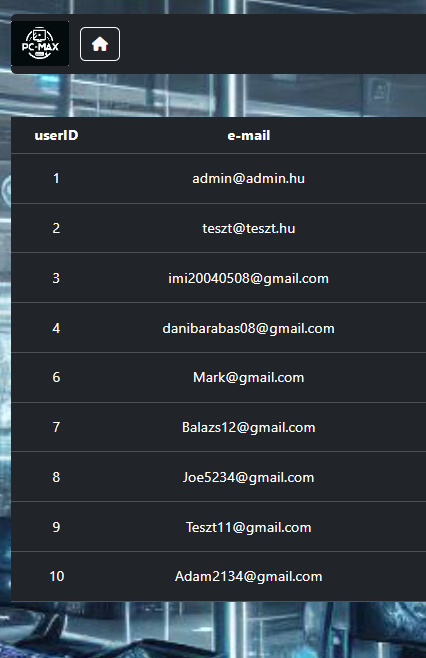 PC-MAX
userID e-mail
1 admin@admin.hu
2 teszt@teszt.hu
3 imi20040508@gmail.com
4 danibarabas08@gmail.com
6 Mark@gmail.com
7 Balazs12@gmail.com
8 Joe5234@gmail.com
9 Teszt11@gmail.com
10 Adam2134@gmail.com